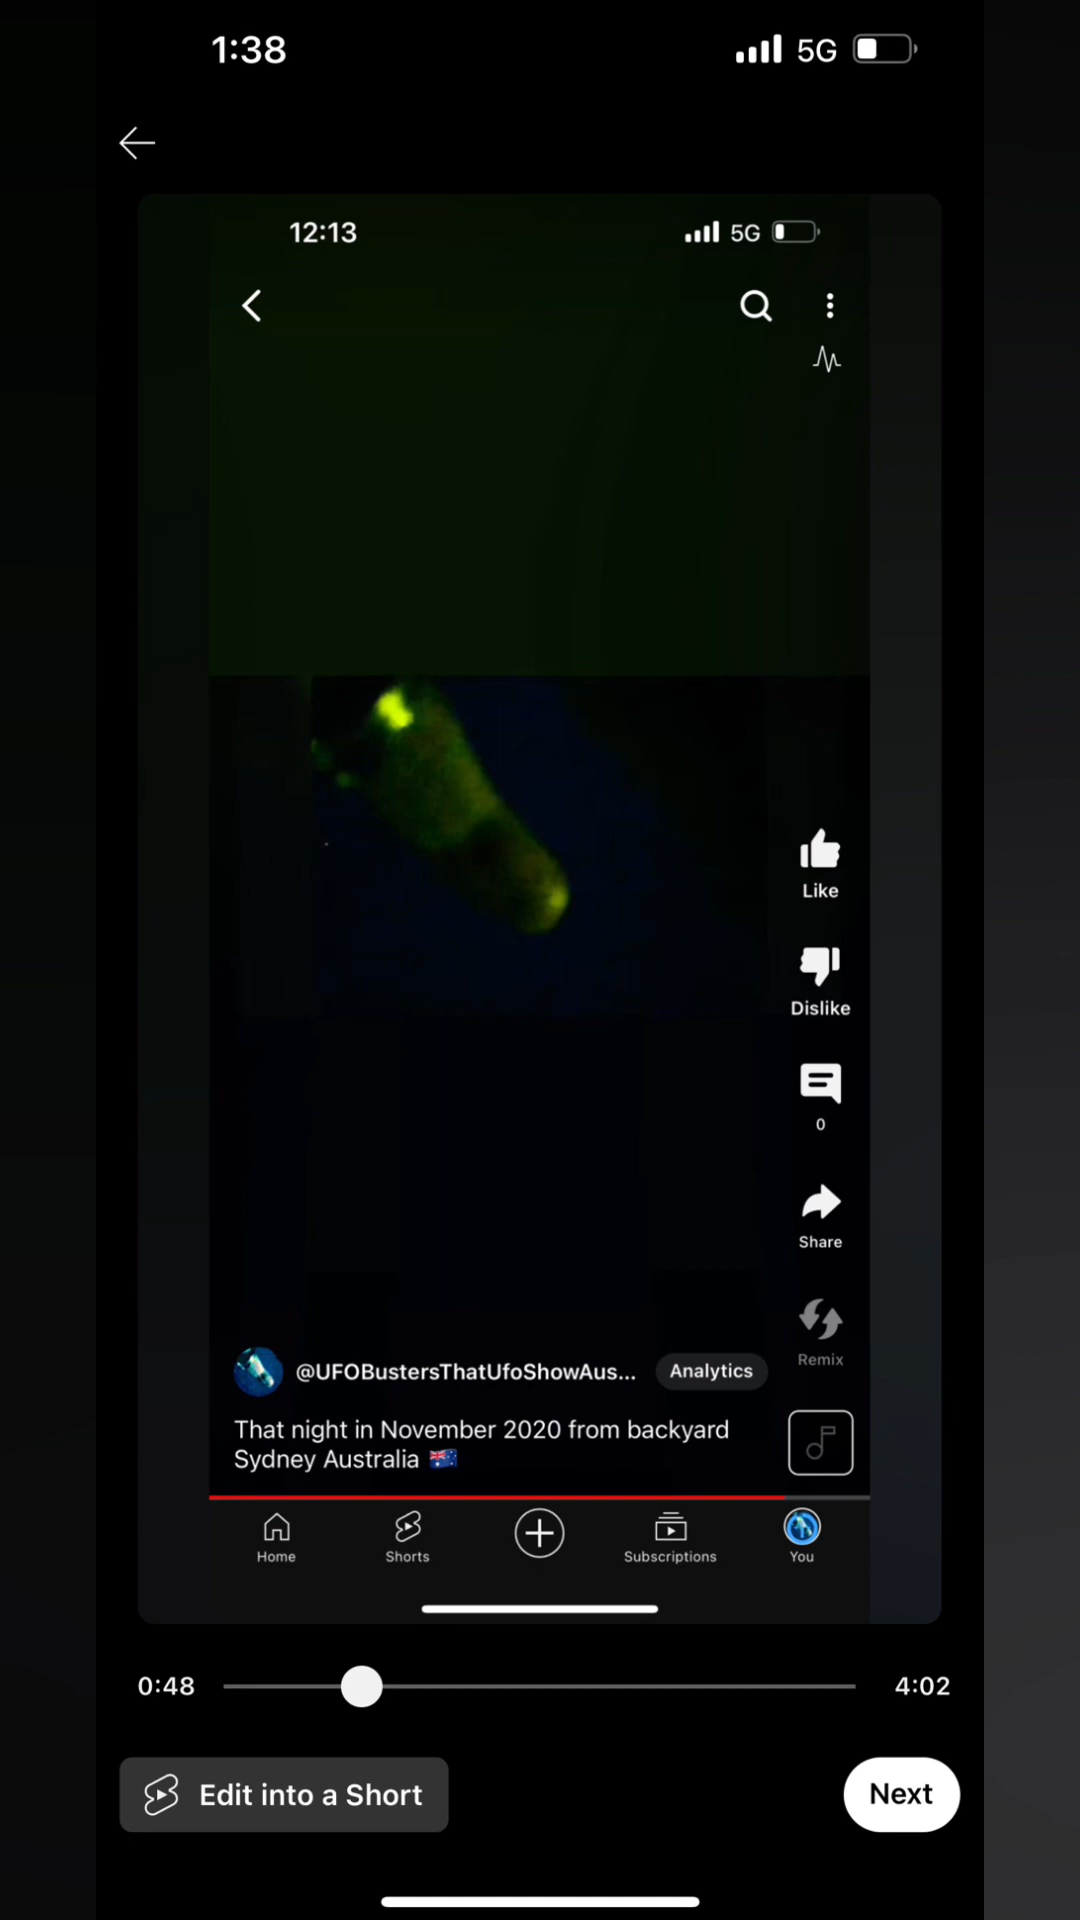 1:38
5G
12:13
5G
Like
Dislike
0
Share
Remix
@UFOBustersThatUfoShowAus...
Analytics
That night in November 2020 from backyard
Sydney Australia 🇦🇺
Home
Shorts
Subscriptions
You
0:48
4:02
Edit into a Short
Next